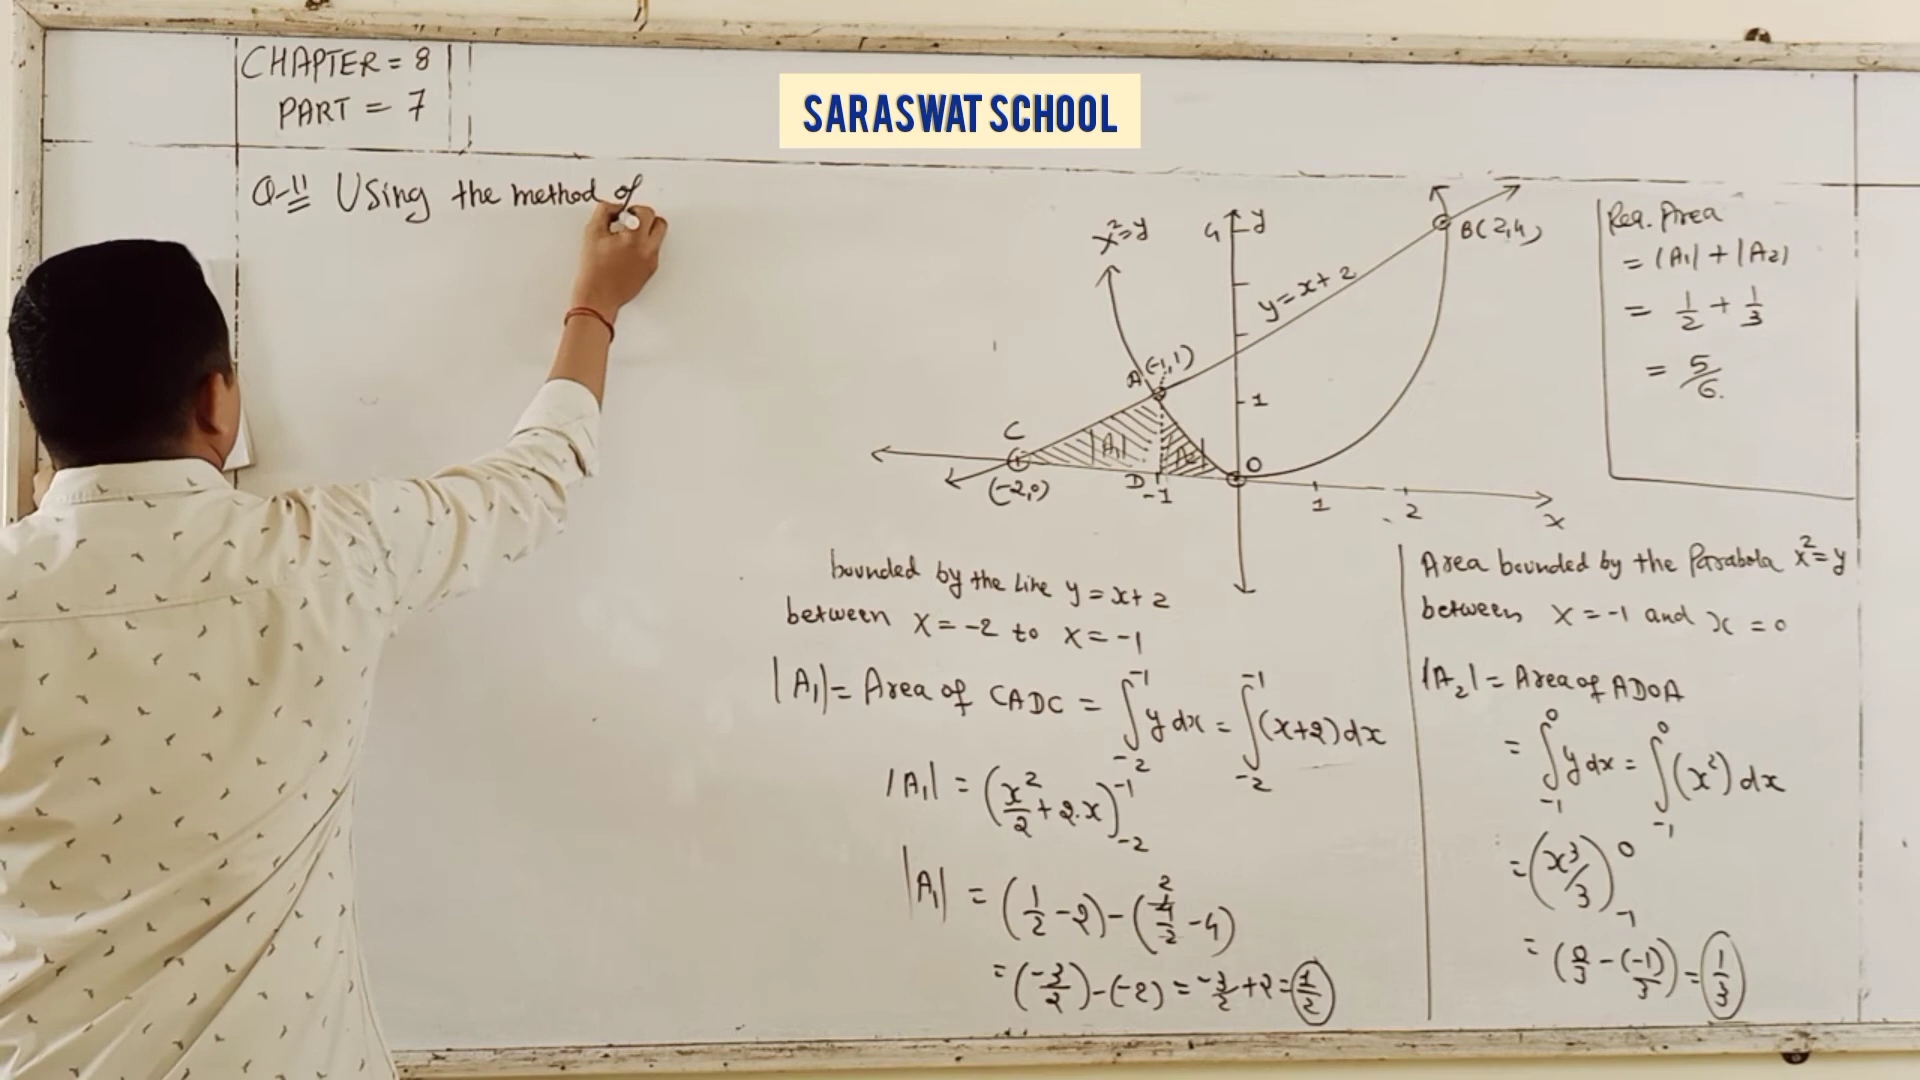 CHAPTER = 8
PART = 7
SARASWAT SCHOOL
Q-11 Using the method of
x²=y
4
y
B(2,4)
y=x+2
A(-1,1)
1
C
|A₁|
A₂
O
(-2,0)
D
-1
1
2
x
Req. Area
= |A₁| + |A₂|
= 1/2 + 1/3
= 5/6.
bounded by the line y = x+2
between x = -2 to x = -1
|A₁| = Area of CADC = ∫₋₂⁻¹ y dx = ∫₋₂⁻¹ (x+2) dx
|A₁| = (x²/2 + 2.x)₋₂⁻¹
|A₁| = (1/2 - 2) - (4/2 - 4)
= (-3/2) - (-2) = -3/2 + 2 = 1/2
Area bounded by the Parabola x²=y
between x = -1 and x = 0
|A₂| = Area of ADOA
= ∫₋₁⁰ y dx = ∫₋₁⁰ (x²) dx
= (x³/3)₋₁⁰
= (0/3 - (-1)/3) = 1/3